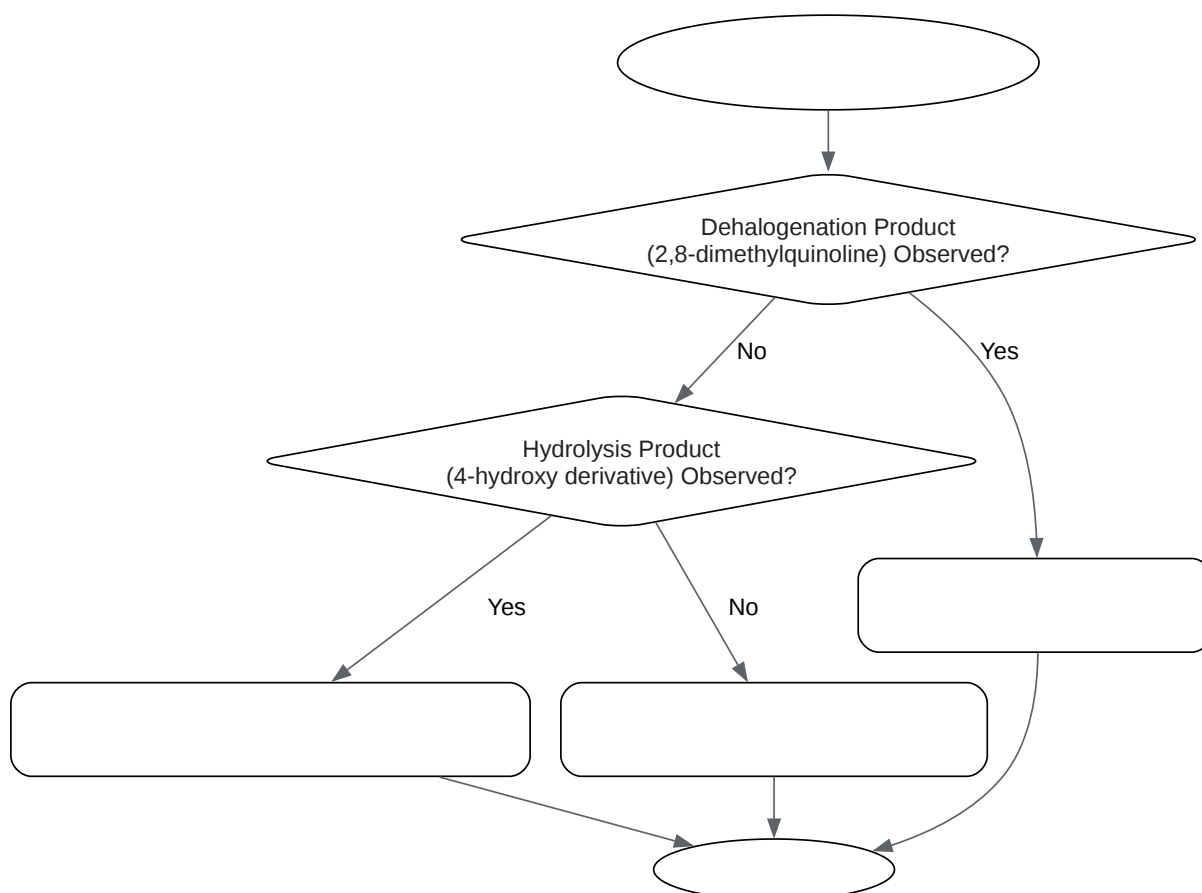 Dehalogenation Product
(2,8-dimethylquinoline) Observed?
No
Yes
Hydrolysis Product
(4-hydroxy derivative) Observed?
Yes
No